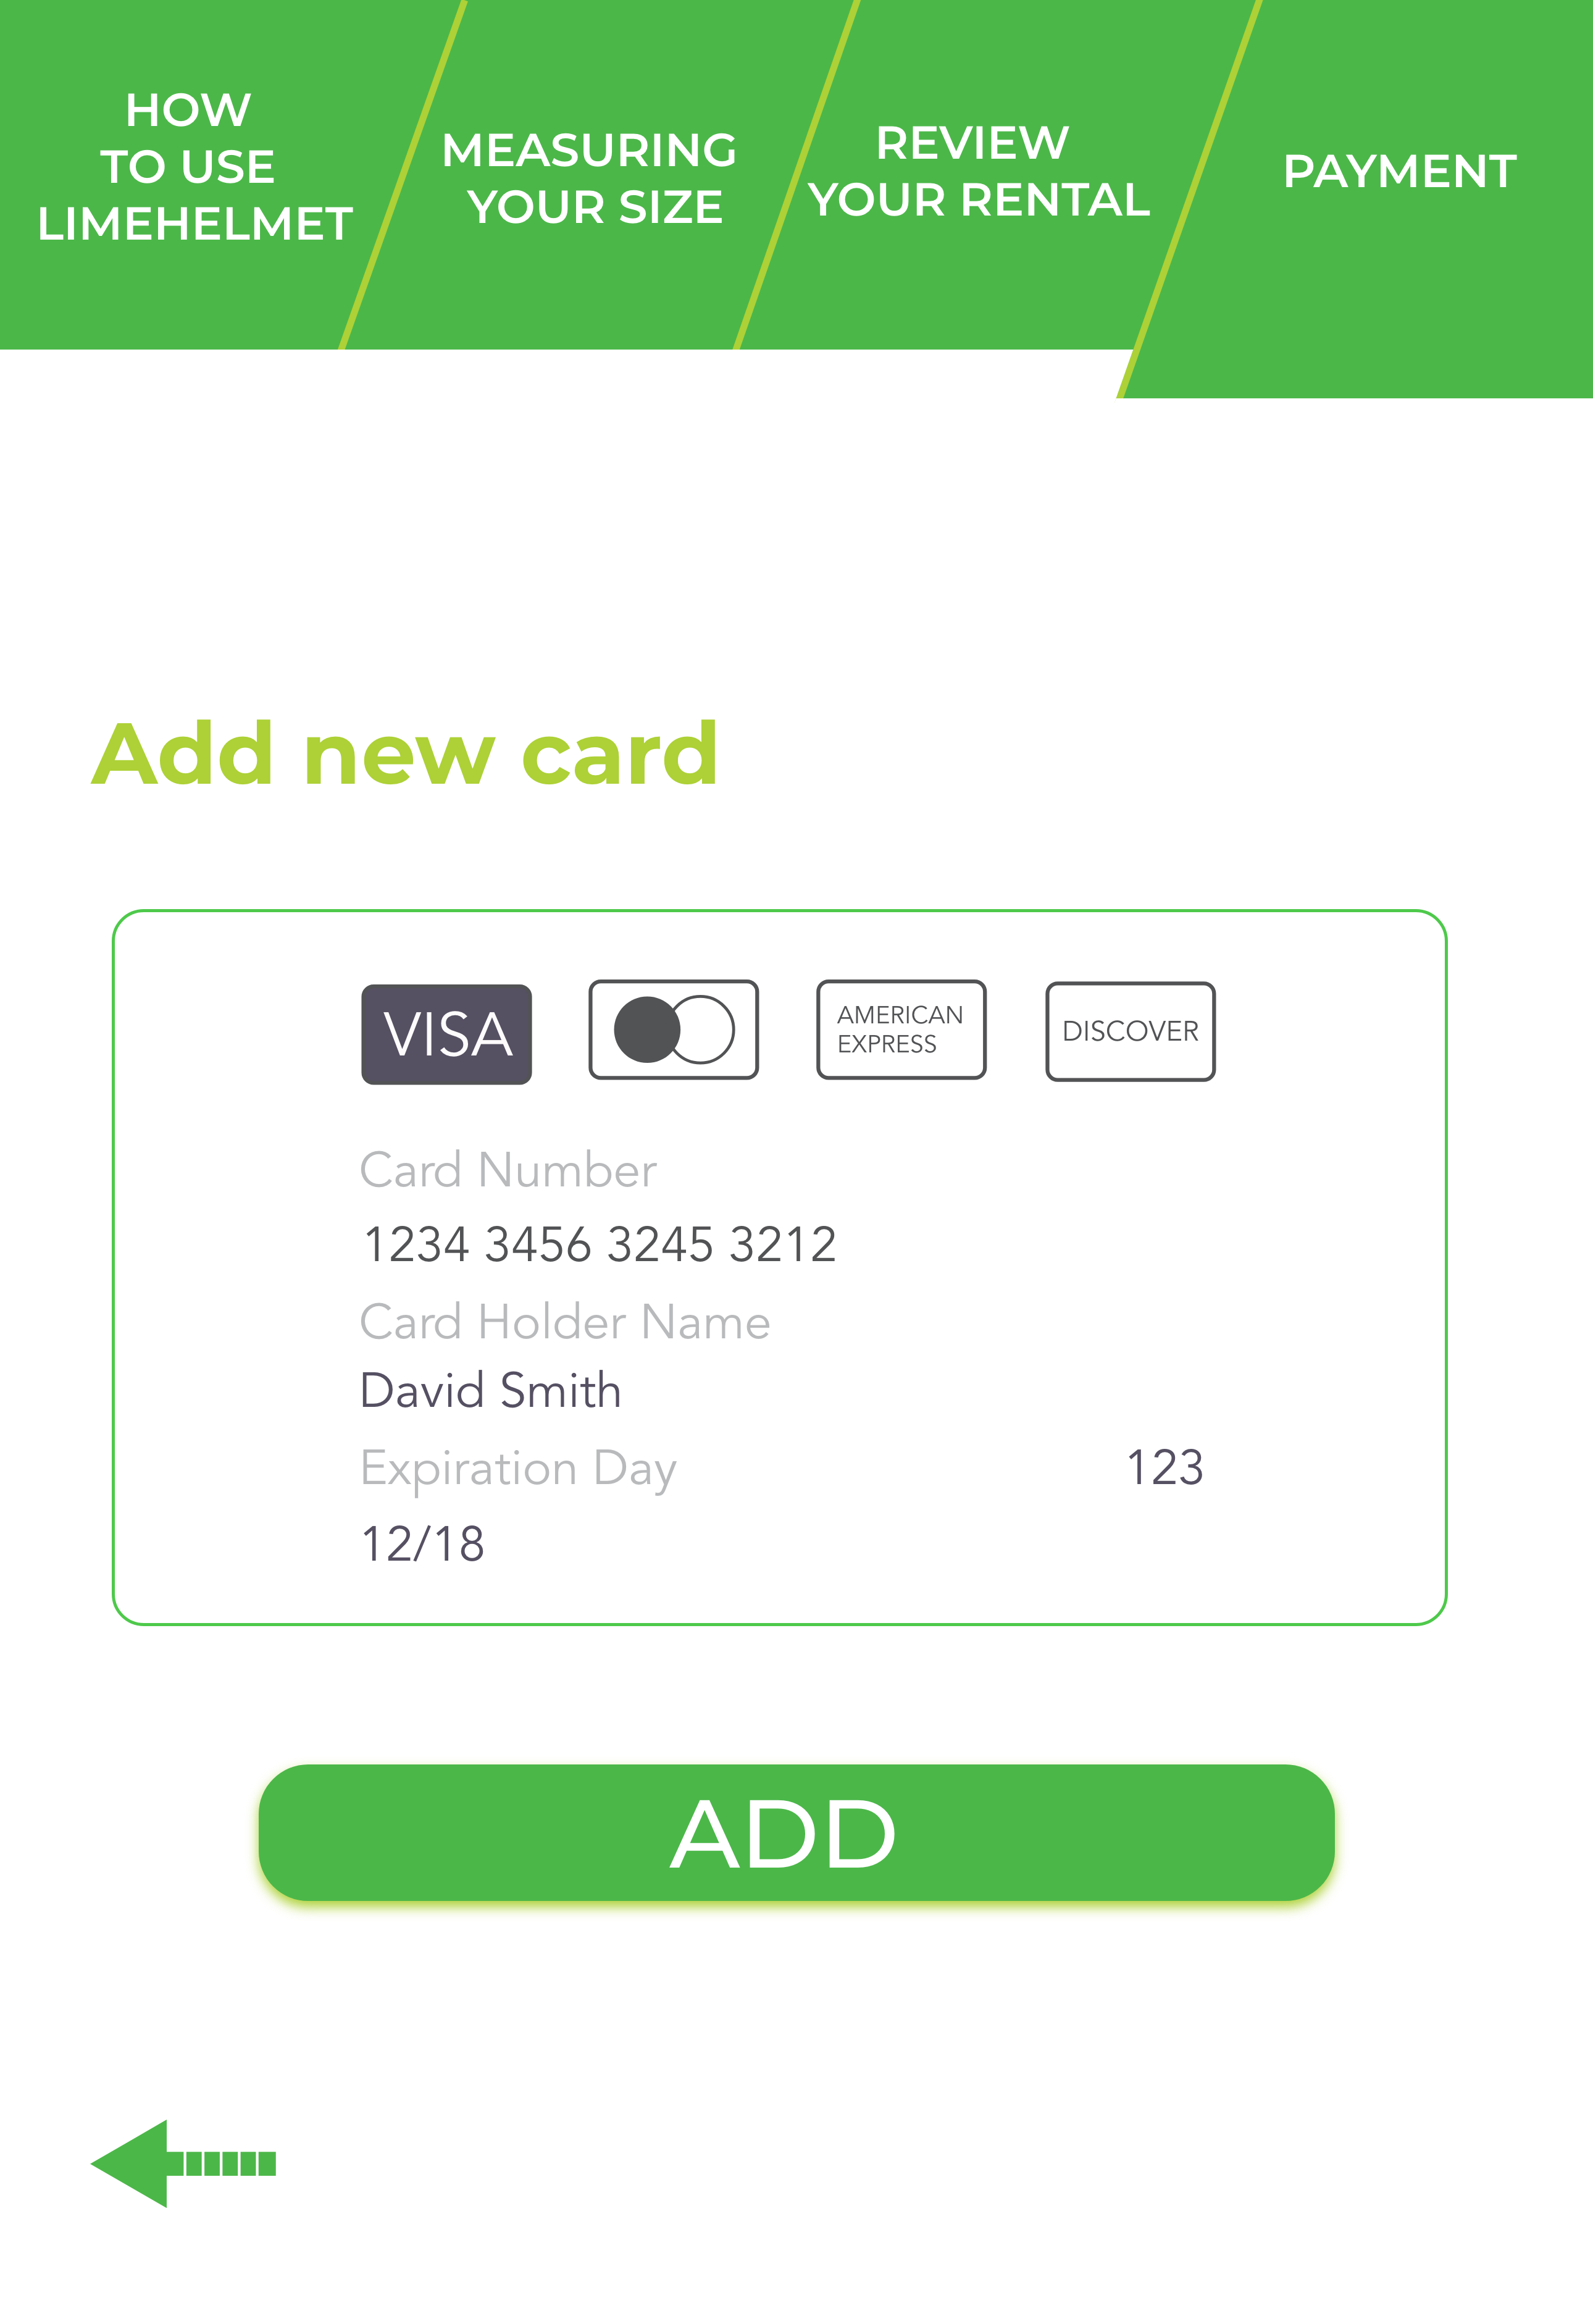 HOW
TO USE
LIMEHELMET
MEASURING
YOUR SIZE
REVIEW
YOUR RENTAL
PAYMENT
Add new card
VISA
AMERICAN
EXPRESS
DISCOVER
Card Number
1234 3456 3245 3212
Card Holder Name
David Smith
Expiration Day
123
12/18
ADD